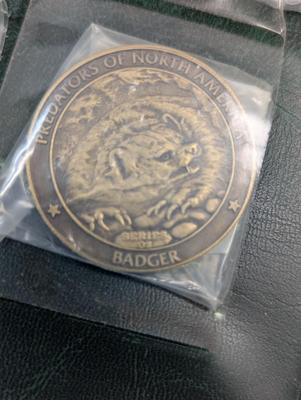 PREDATORS OF NORTH AMERICA
SERIES
BADGER